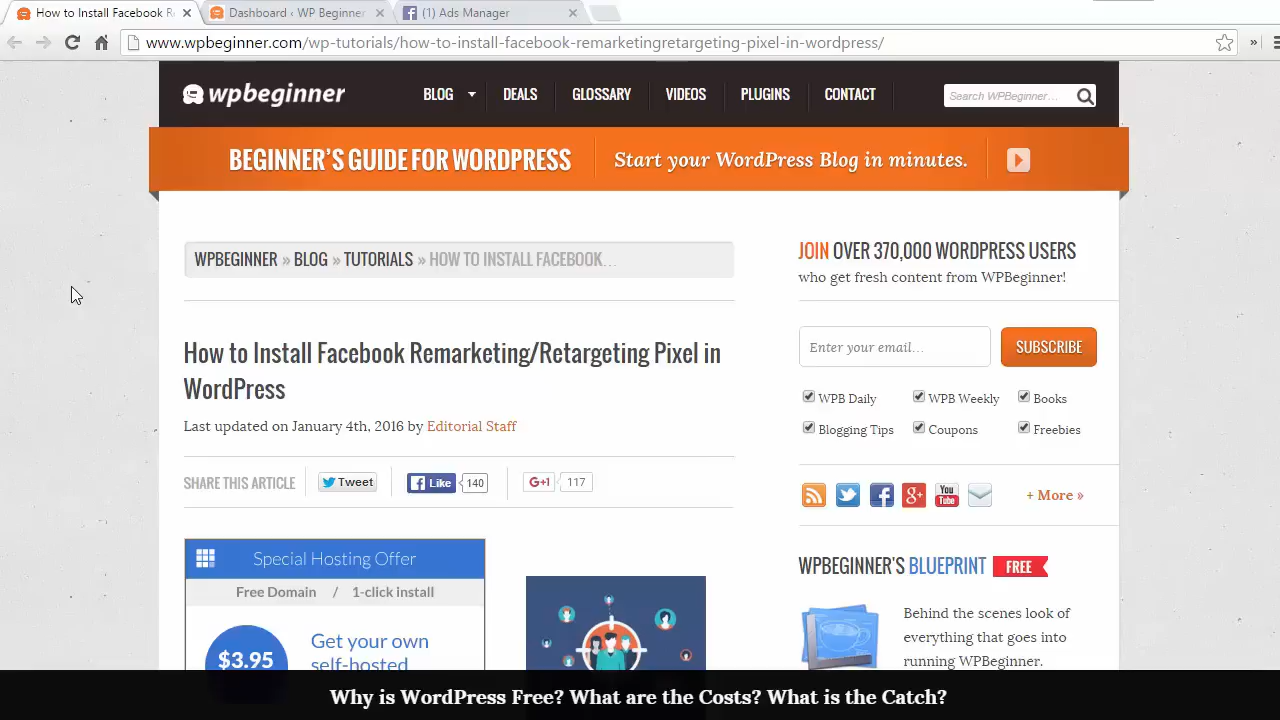 How to Install Facebook R
Dashboard ‹ WP Beginner
(1) Ads Manager
www.wpbeginner.com/wp-tutorials/how-to-install-facebook-remarketingretargeting-pixel-in-wordpress/
wpbeginner
BLOG DEALS GLOSSARY VIDEOS PLUGINS CONTACT
Search WPBeginner...
BEGINNER'S GUIDE FOR WORDPRESS
Start your WordPress Blog in minutes.
WPBEGINNER » BLOG » TUTORIALS » HOW TO INSTALL FACEBOOK...
How to Install Facebook Remarketing/Retargeting Pixel in
WordPress
Last updated on January 4th, 2016 by Editorial Staff
SHARE THIS ARTICLE
Tweet
Like 140
g+1 117
Special Hosting Offer
Free Domain / 1-click install
$3.95
Get your own
self-hosted
JOIN OVER 370,000 WORDPRESS USERS
who get fresh content from WPBeginner!
Enter your email...
SUBSCRIBE
WPB Daily
WPB Weekly
Books
Blogging Tips
Coupons
Freebies
You
Tube
+ More »
WPBEGINNER'S BLUEPRINT FREE
Behind the scenes look of
everything that goes into
running WPBeginner.
Why is WordPress Free? What are the Costs? What is the Catch?